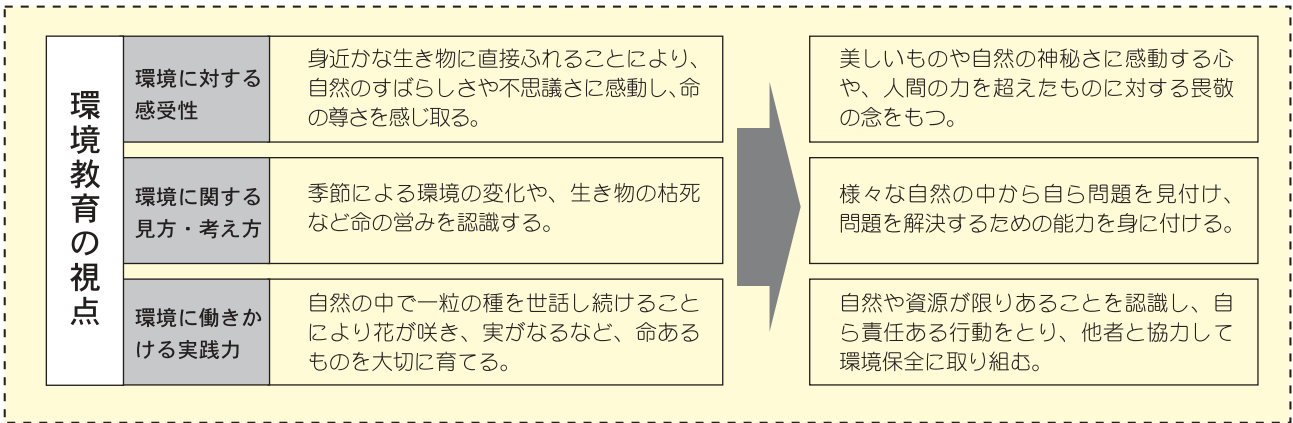 環境教育の視点
環境に対する
感受性
身近かな生き物に直接ふれることにより、
自然のすばらしさや不思議さに感動し、命
の尊さを感じ取る。
美しいものや自然の神秘さに感動する心
や、人間の力を超えたものに対する畏敬
の念をもつ。
環境に関する
見方・考え方
季節による環境の変化や、生き物の枯死
など命の営みを認識する。
様々な自然の中から自ら問題を見付け、
問題を解決するための能力を身に付ける。
環境に働きか
ける実践力
自然の中で一粒の種を世話し続けること
により花が咲き、実がなるなど、命ある
ものを大切に育てる。
自然や資源が限りあることを認識し、自
ら責任ある行動をとり、他者と協力して
環境保全に取り組む。